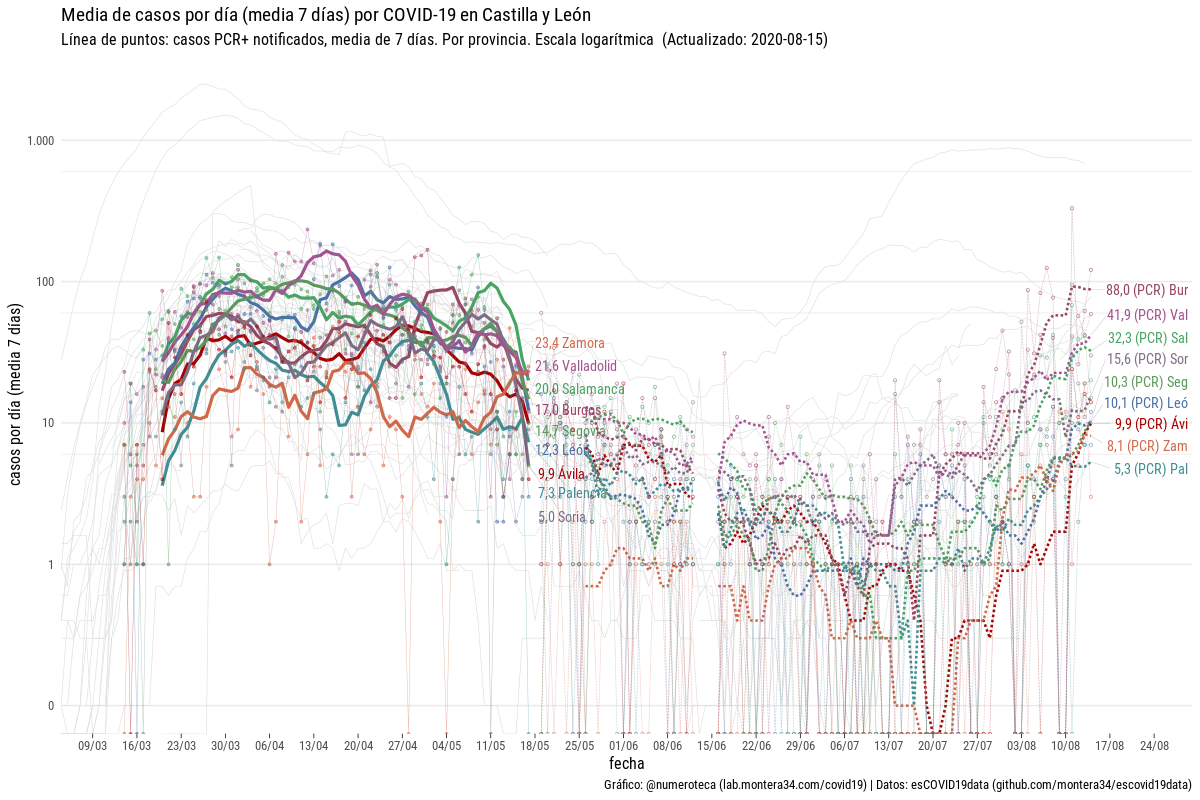 Media de casos por día (media 7 días) por COVID-19 en Castilla y León
Línea de puntos: casos PCR+ notificados, media de 7 días. Por provincia. Escala logarítmica (Actualizado: 2020-08-15)
casos por día (media 7 días)
1.000
100
10
1
0
23,4 Zamora
21,6 Valladolid
20,0 Salamanca
17,0 Burgos
14,7 Segovia
12,3 León
9,9 Ávila
7,3 Palencia
5,0 Soria
88,0 (PCR) Bur
41,9 (PCR) Val
32,3 (PCR) Sal
15,6 (PCR) Sor
10,3 (PCR) Seg
10,1 (PCR) Leó
9,9 (PCR) Ávi
8,1 (PCR) Zam
5,3 (PCR) Pal
09/03 16/03 23/03 30/03 06/04 13/04 20/04 27/04 04/05 11/05 18/05 25/05 01/06 08/06 15/06 22/06 29/06 06/07 13/07 20/07 27/07 03/08 10/08 17/08 24/08
fecha
Gráfico: @numeroteca (lab.montera34.com/covid19) | Datos: esCOVID19data (github.com/montera34/escovid19data)